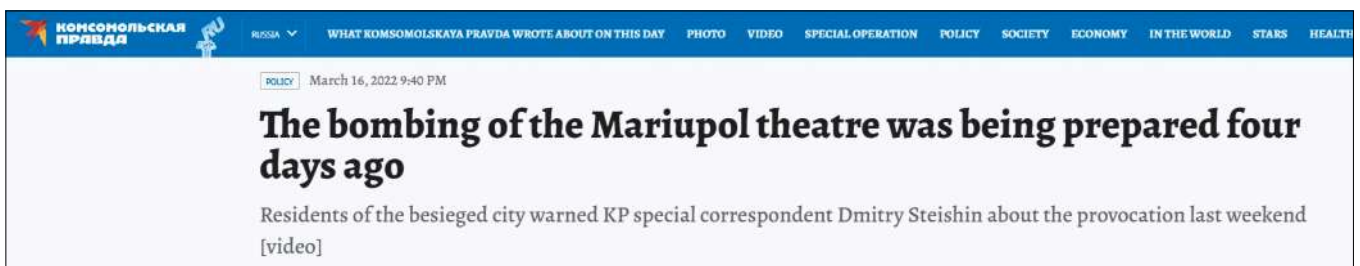 КОМСОМОЛЬСКАЯ
ПРАВДА
RUSSIA WHAT KOMSOMOLSKAYA PRAVDA WROTE ABOUT ON THIS DAY PHOTO VIDEO SPECIAL OPERATION POLICY SOCIETY ECONOMY IN THE WORLD STARS HEALTH
POLICY March 16, 2022 9:40 PM
The bombing of the Mariupol theatre was being prepared four
days ago
Residents of the besieged city warned KP special correspondent Dmitry Steishin about the provocation last weekend
[video]